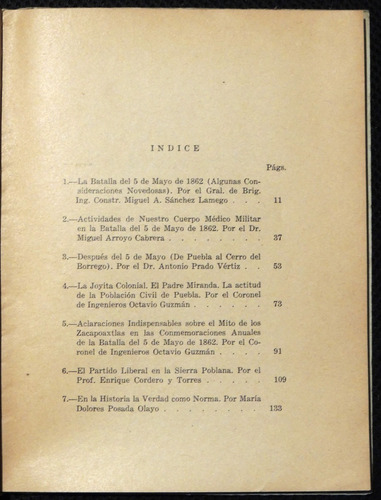 INDICE
Págs.
1.—La Batalla del 5 de Mayo de 1862 (Algunas Con-
sideraciones Novedosas). Por el Gral. de Brig.
Ing. Constr. Miguel A. Sánchez Lamego . . . 11
2.—Actividades de Nuestro Cuerpo Médico Militar
en la Batalla del 5 de Mayo de 1862. Por el Dr.
Miguel Arroyo Cabrera . . . . . . . . 37
3.—Después del 5 de Mayo (De Puebla al Cerro del
Borrego). Por el Dr. Antonio Prado Vértiz . . 53
4.—La Joyita Colonial. El Padre Miranda. La actitud
de la Población Civil de Puebla. Por el Coronel
de Ingenieros Octavio Guzmán . . . . . . 73
5.—Aclaraciones Indispensables sobre el Mito de los
Zacapoaxtlas en las Conmemoraciones Anuales
de la Batalla del 5 de Mayo de 1862. Por el Co-
ronel de Ingenieros Octavio Guzmán . . . . 91
6.—El Partido Liberal en la Sierra Poblana. Por el
Prof. Enrique Cordero y Torres . . . . . 109
7.—En la Historia la Verdad como Norma. Por María
Dolores Posada Olayo . . . . . . . . 133